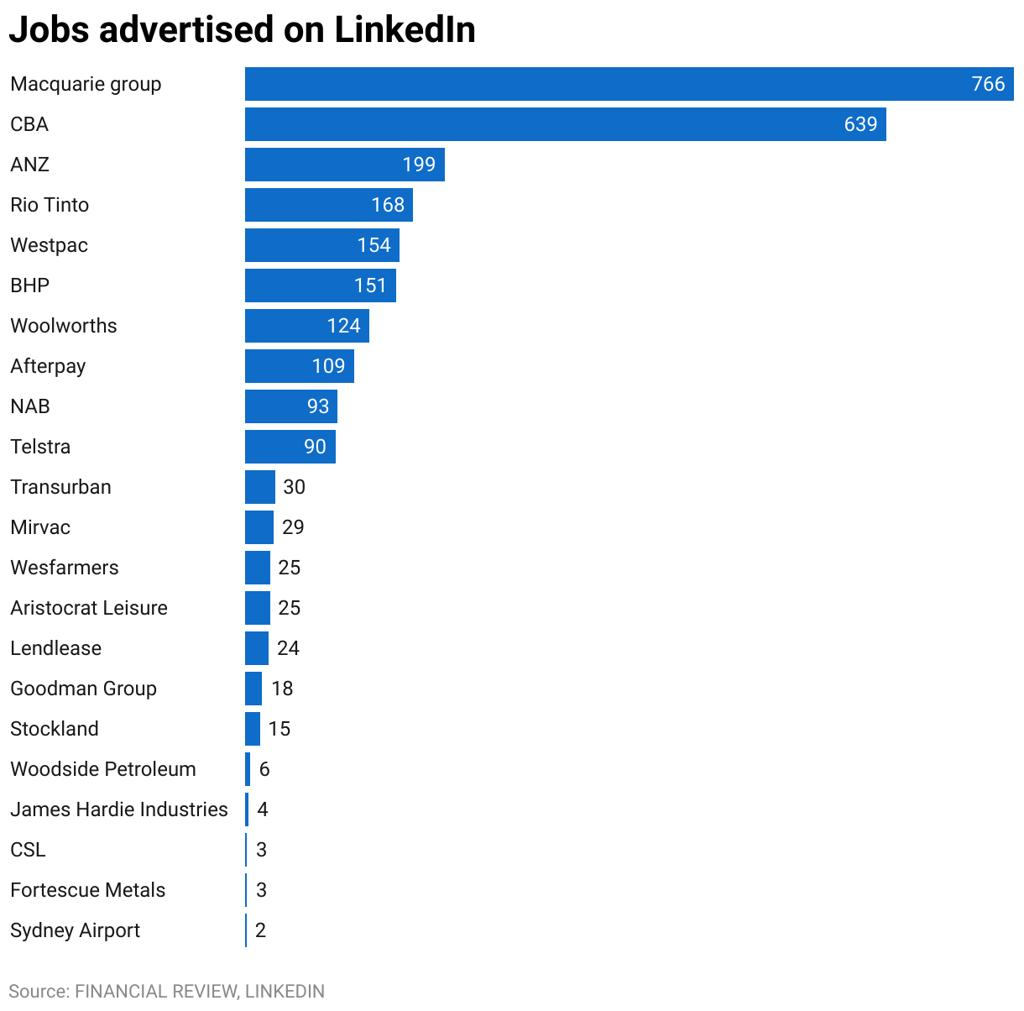 Jobs advertised on LinkedIn
Macquarie group 766
CBA 639
ANZ 199
Rio Tinto 168
Westpac 154
BHP 151
Woolworths 124
Afterpay 109
NAB 93
Telstra 90
Transurban 30
Mirvac 29
Wesfarmers 25
Aristocrat Leisure 25
Lendlease 24
Goodman Group 18
Stockland 15
Woodside Petroleum 6
James Hardie Industries 4
CSL 3
Fortescue Metals 3
Sydney Airport 2
Source: FINANCIAL REVIEW, LINKEDIN